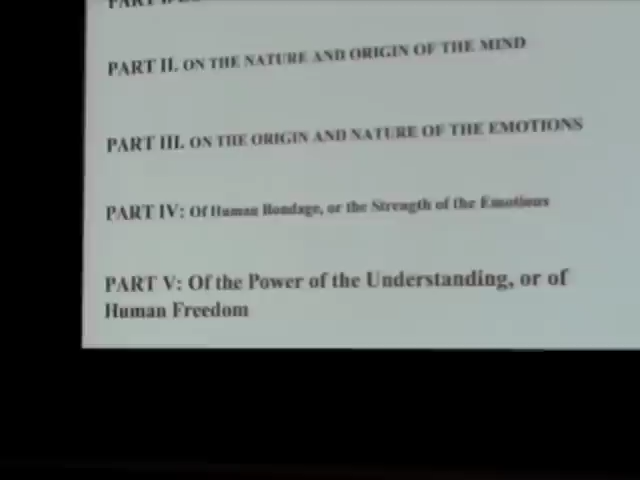 PART
PART II. ON THE NATURE AND ORIGIN OF THE MIND
PART III. ON THE ORIGIN AND NATURE OF THE EMOTIONS
PART IV: Of Human Bondage, or the Strength of the Emotions
PART V: Of the Power of the Understanding, or of
Human Freedom